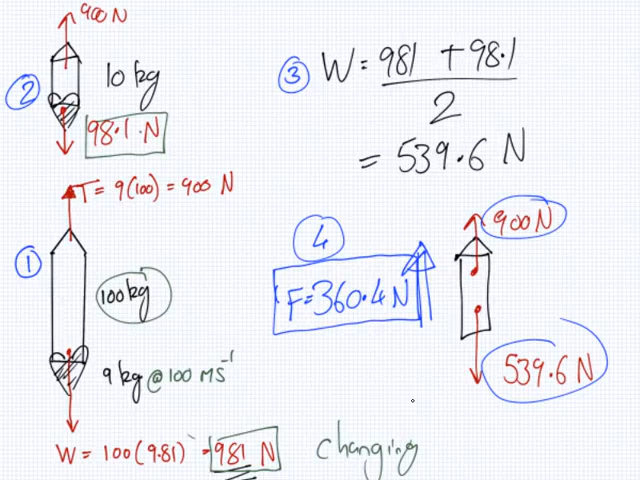 900 N
② 10 kg
98.1 N
T = 9(100) = 900 N
① 100kg
9 kg @ 100 MS⁻¹
W = 100(9.81) = 981 N
③ W = 981 + 98.1
2
= 539.6 N
④
F = 360.4 N
900 N
539.6 N
changing